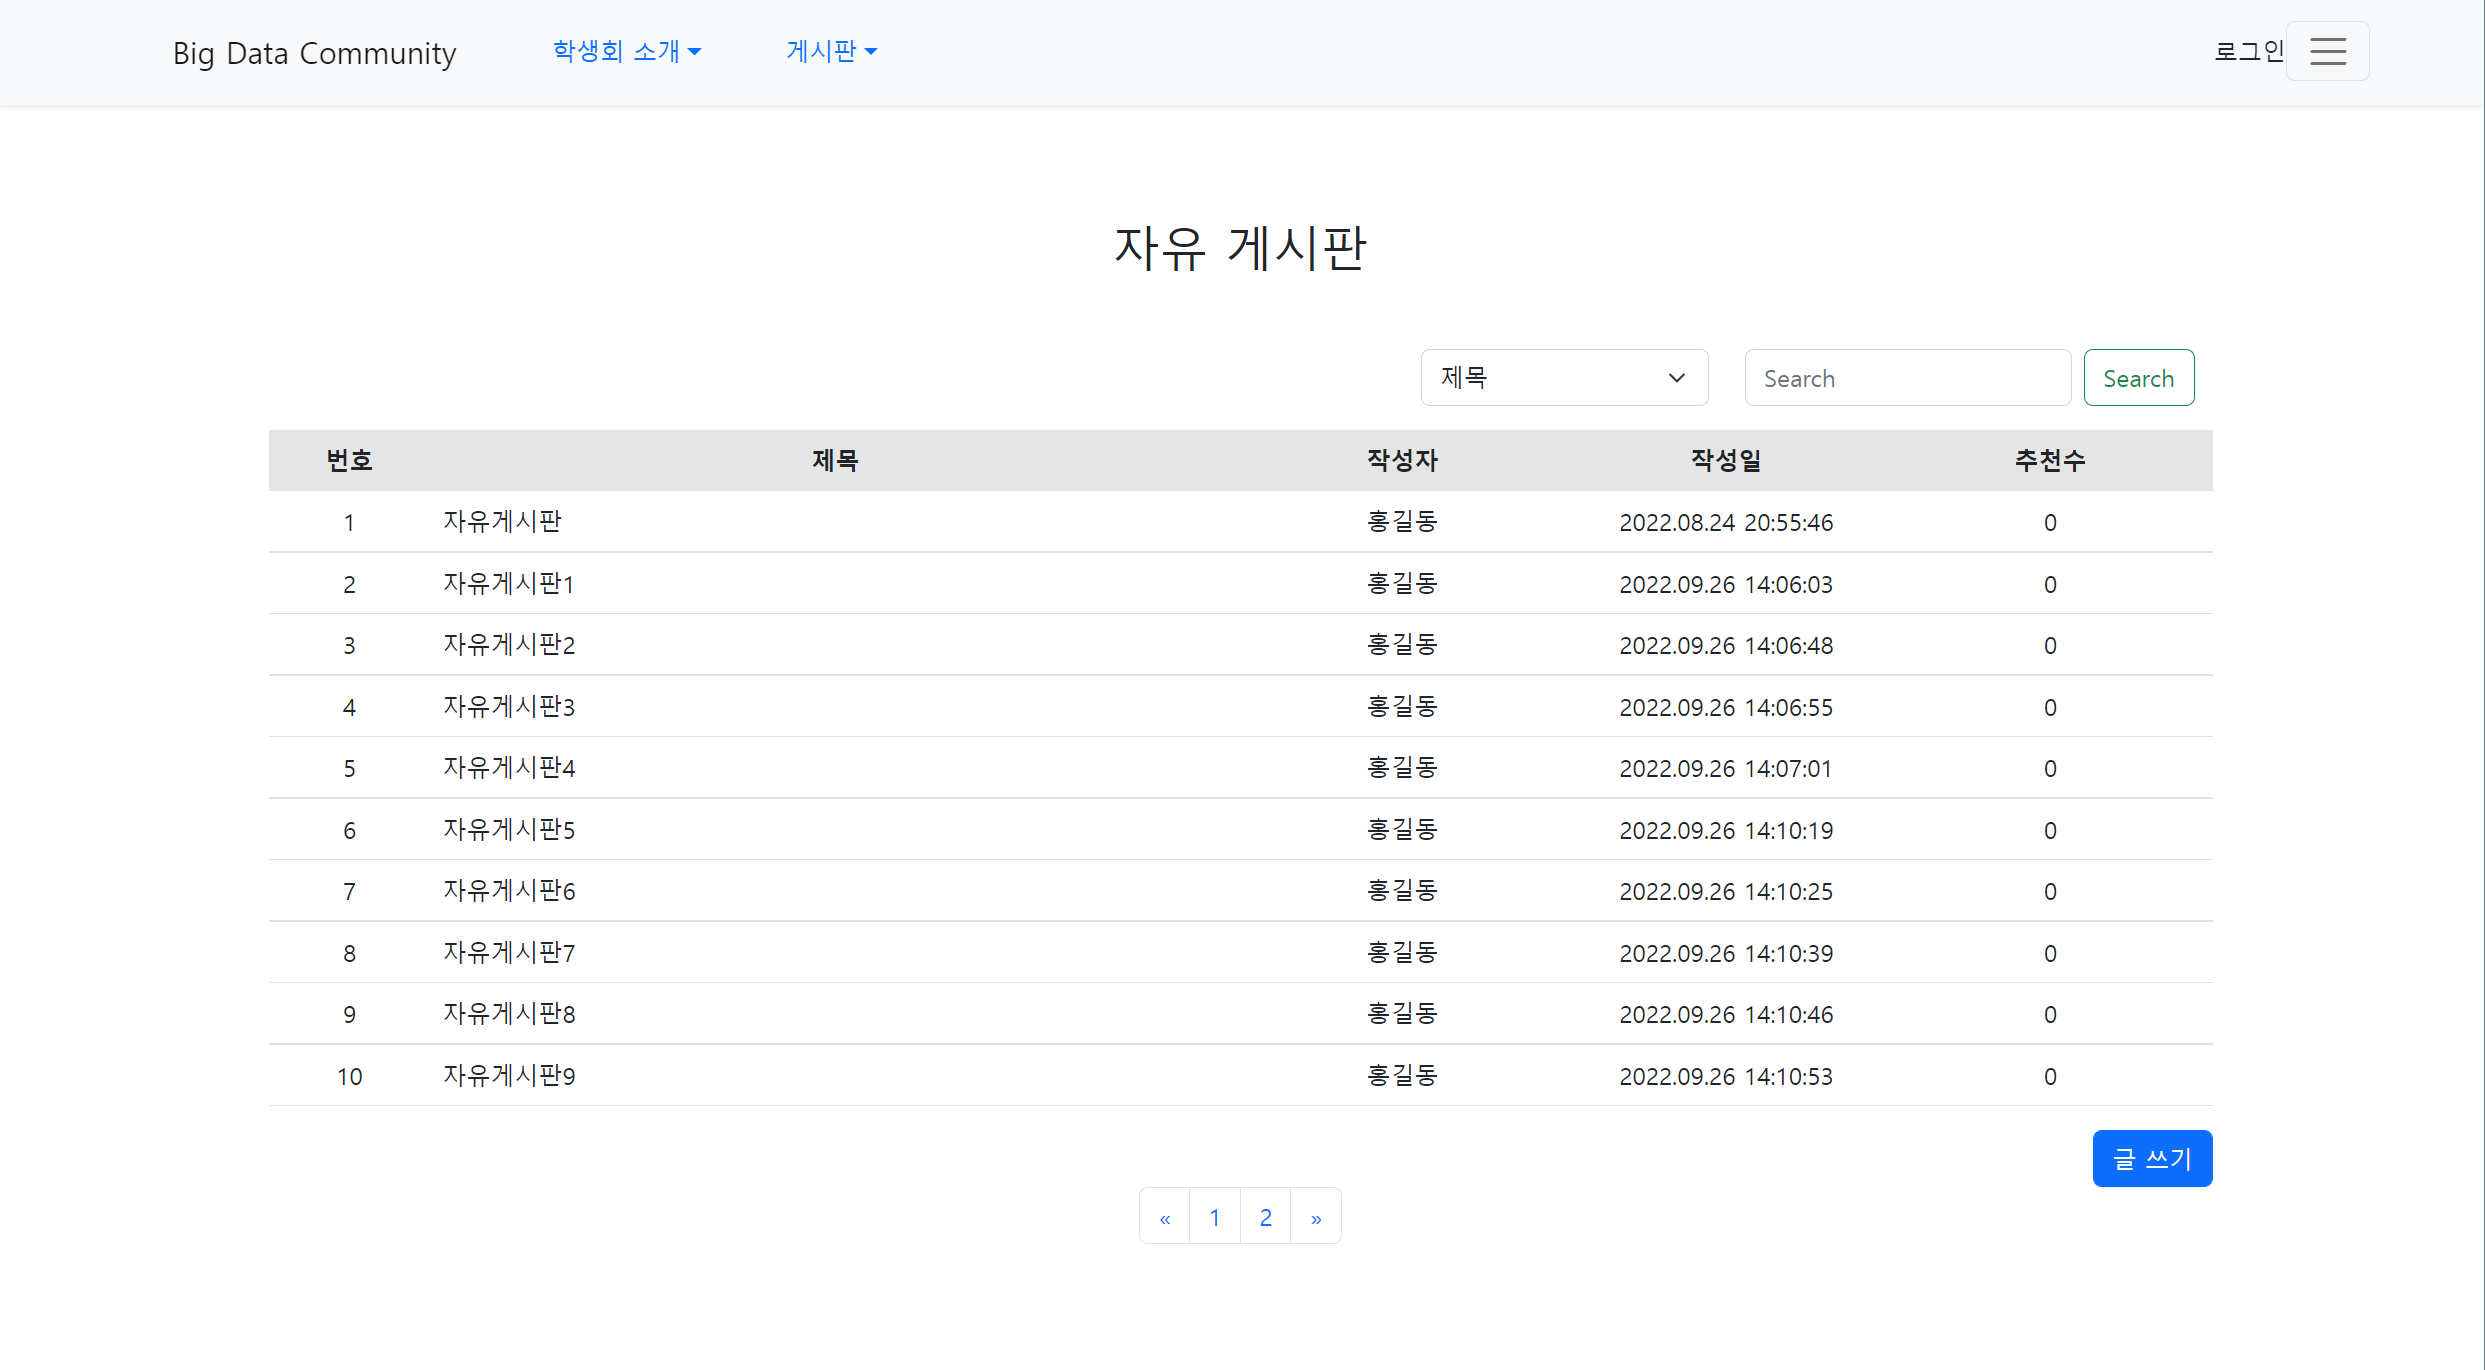 Big Data Community 학생회 소개 게시판 로그인
자유 게시판
제목 Search Search
번호 제목 작성자 작성일 추천수
1 자유게시판 홍길동 2022.08.24 20:55:46 0
2 자유게시판1 홍길동 2022.09.26 14:06:03 0
3 자유게시판2 홍길동 2022.09.26 14:06:48 0
4 자유게시판3 홍길동 2022.09.26 14:06:55 0
5 자유게시판4 홍길동 2022.09.26 14:07:01 0
6 자유게시판5 홍길동 2022.09.26 14:10:19 0
7 자유게시판6 홍길동 2022.09.26 14:10:25 0
8 자유게시판7 홍길동 2022.09.26 14:10:39 0
9 자유게시판8 홍길동 2022.09.26 14:10:46 0
10 자유게시판9 홍길동 2022.09.26 14:10:53 0
글 쓰기
« 1 2 »